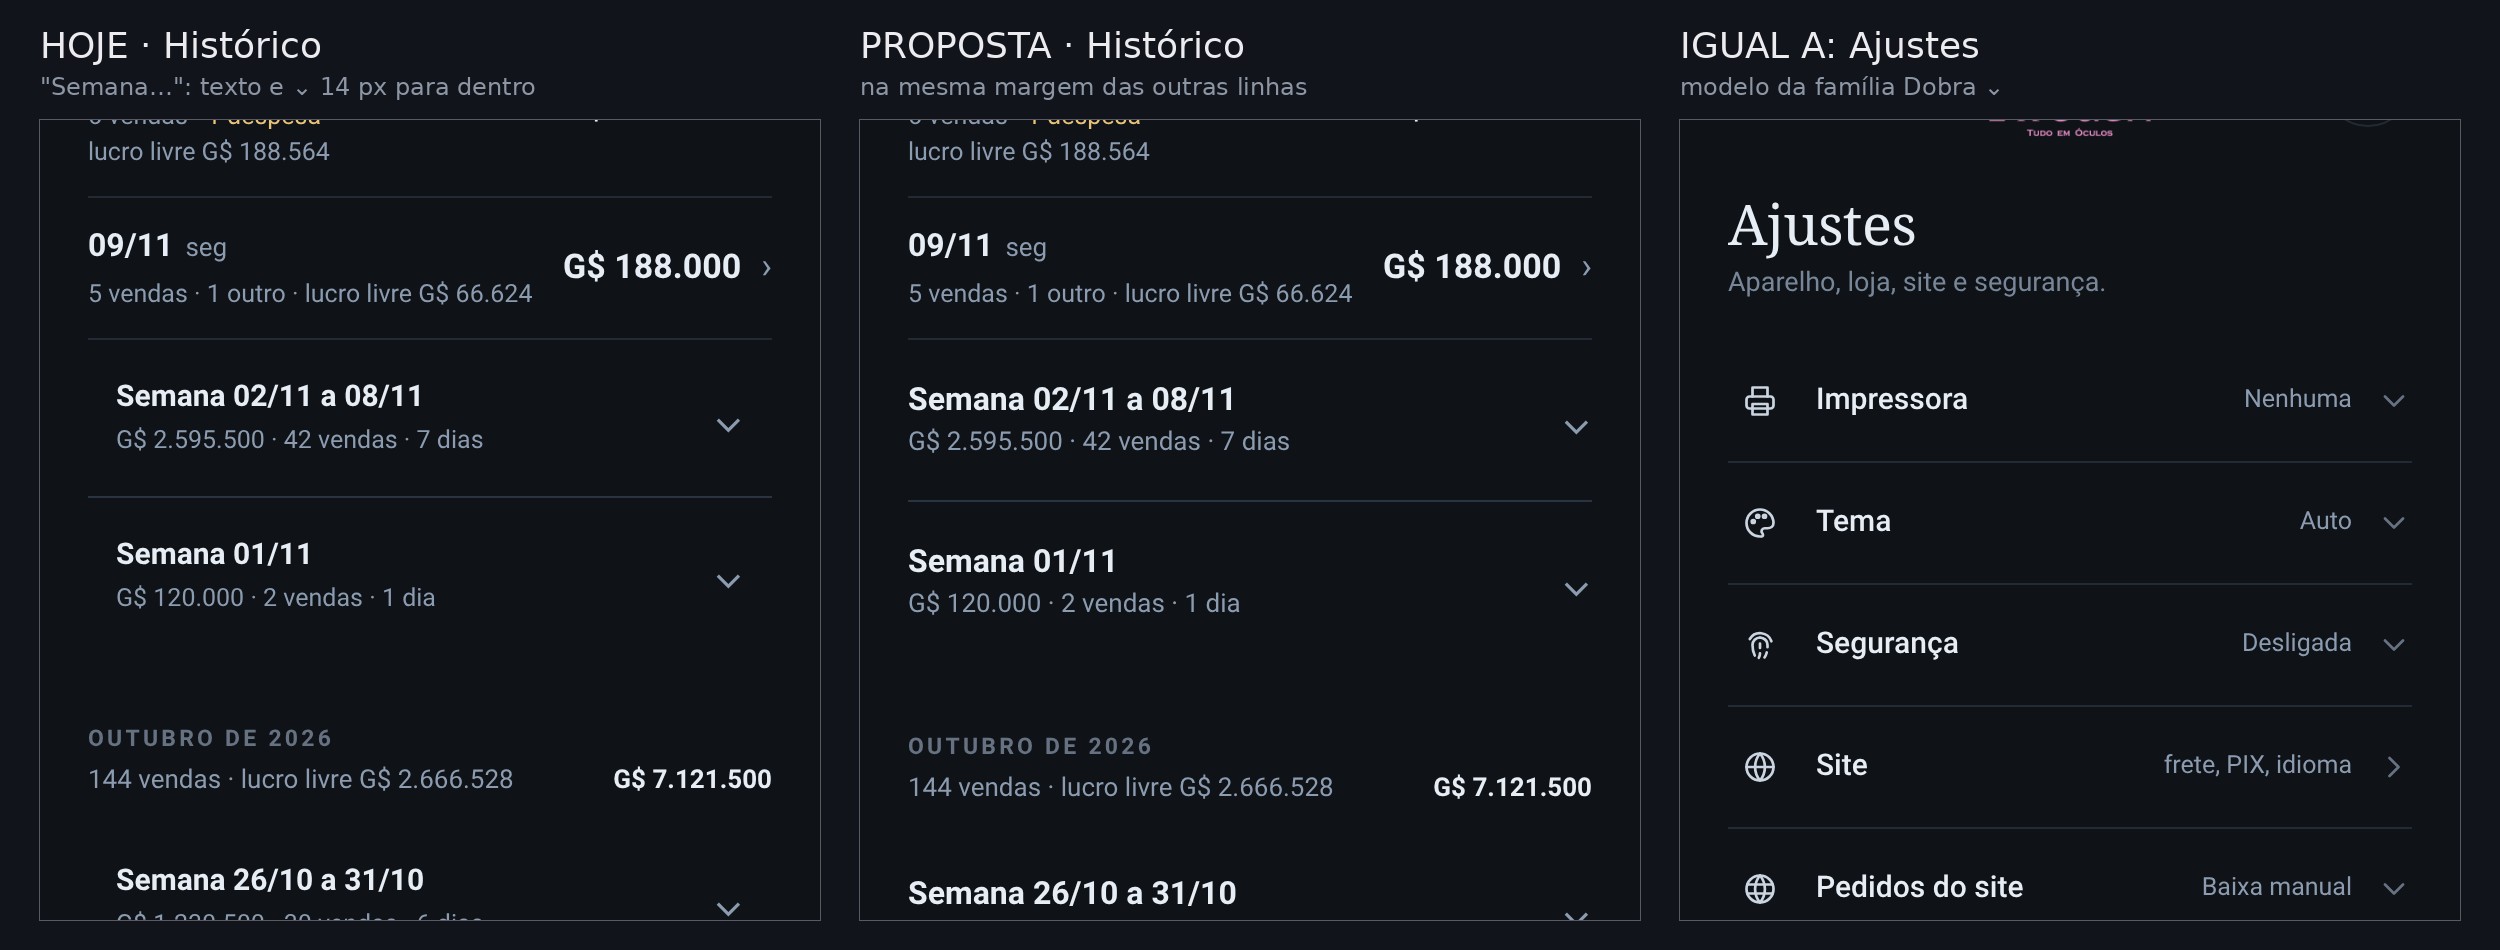 HOJE · Histórico
"Semana...": texto e ⌄ 14 px para dentro
lucro livre G$ 188.564
09/11 seg
G$ 188.000 ›
5 vendas · 1 outro · lucro livre G$ 66.624
Semana 02/11 a 08/11
G$ 2.595.500 · 42 vendas · 7 dias
Semana 01/11
G$ 120.000 · 2 vendas · 1 dia
OUTUBRO DE 2026
144 vendas · lucro livre G$ 2.666.528
G$ 7.121.500
Semana 26/10 a 31/10
PROPOSTA · Histórico
na mesma margem das outras linhas
lucro livre G$ 188.564
09/11 seg
G$ 188.000 ›
5 vendas · 1 outro · lucro livre G$ 66.624
Semana 02/11 a 08/11
G$ 2.595.500 · 42 vendas · 7 dias
Semana 01/11
G$ 120.000 · 2 vendas · 1 dia
OUTUBRO DE 2026
144 vendas · lucro livre G$ 2.666.528
G$ 7.121.500
Semana 26/10 a 31/10
IGUAL A: Ajustes
modelo da família Dobra ⌄
TUDO EM ÓCULOS
Ajustes
Aparelho, loja, site e segurança.
Impressora
Nenhuma
Tema
Auto
Segurança
Desligada
Site
frete, PIX, idioma
Pedidos do site
Baixa manual